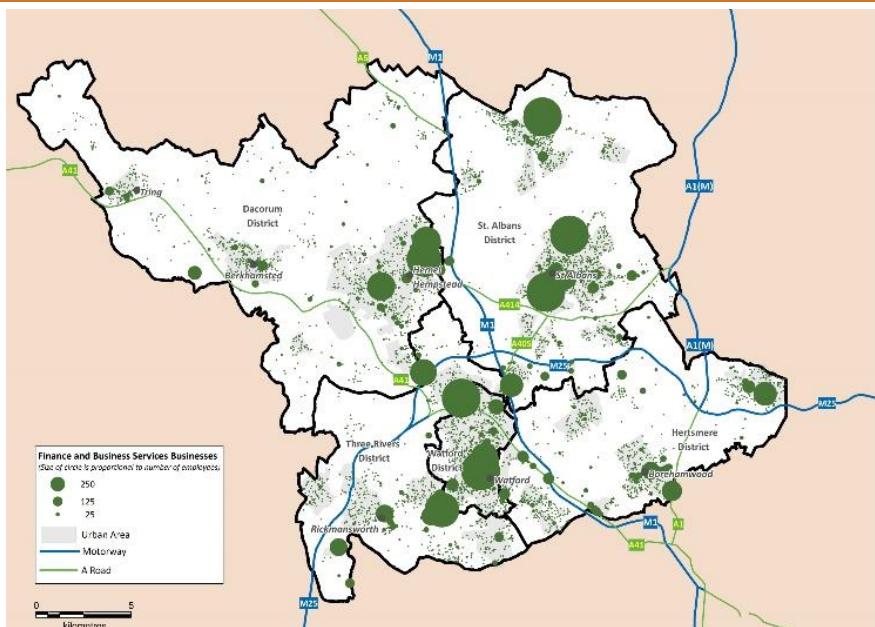 A5
M1
A1(M)
A41
Tring
Dacorum
District
St. Albans
District
Berkhamsted
Hemel
Hempstead
St Albans
A414
M1
A405
A1(M)
M25
A41
M25
Three Rivers
District
Watford
District
Hertsmere
District
Watford
Borehamwood
Rickmansworth
M1
A1
A41
M25
Finance and Business Services Businesses
(Size of circle is proportional to number of employees)
250
125
25
Urban Area
Motorway
A Road
0 5
kilometres